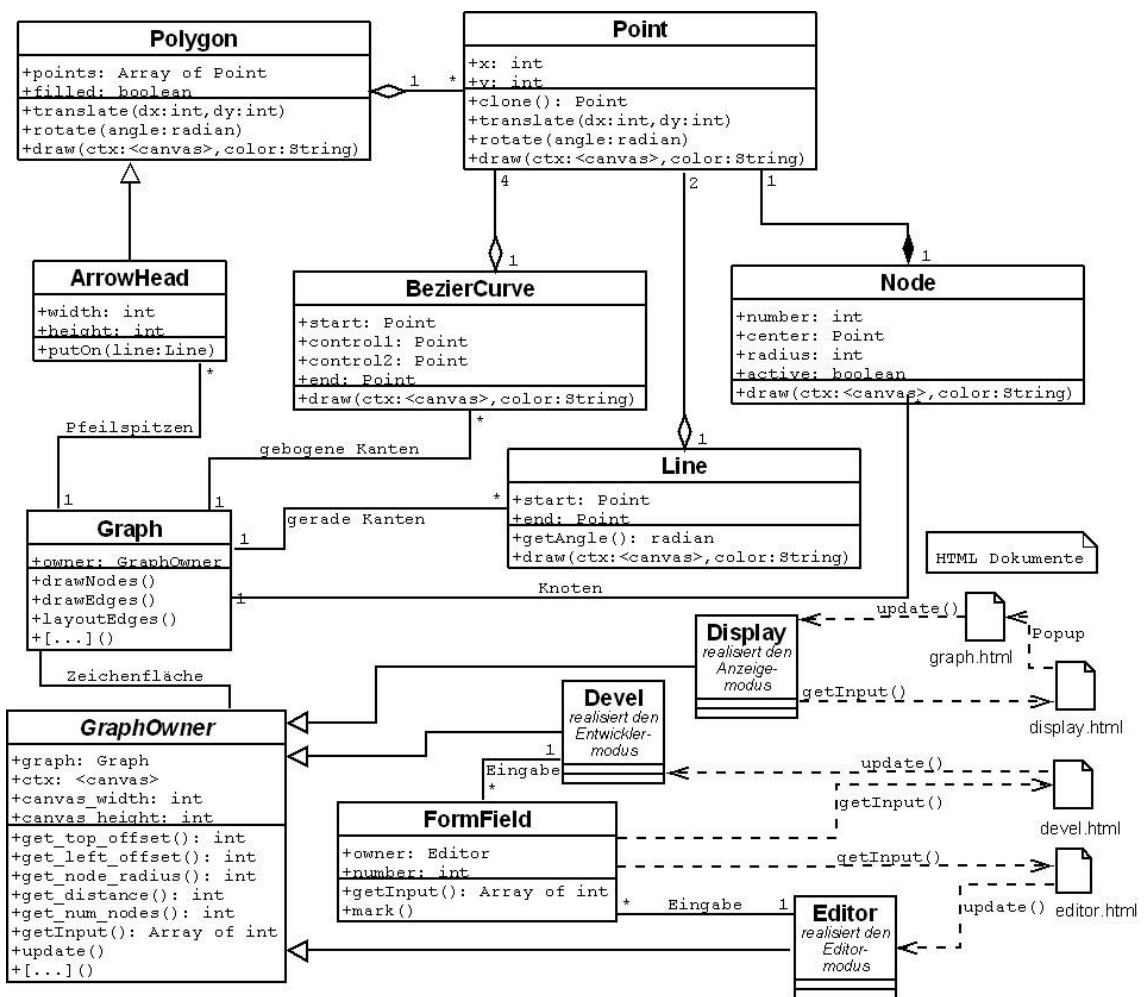 Polygon
+points: Array of Point
+filled: boolean
+translate(dx:int,dy:int)
+rotate(angle:radian)
+draw(ctx:<canvas>,color:String)
1
*
Point
+x: int
+y: int
+clone(): Point
+translate(dx:int,dy:int)
+rotate(angle:radian)
+draw(ctx:<canvas>,color:String)
4
2
1
ArrowHead
+width: int
+height: int
+putOn(line:Line)
*
1
BezierCurve
+start: Point
+control1: Point
+control2: Point
+end: Point
+draw(ctx:<canvas>,color:String)
*
1
Node
+number: int
+center: Point
+radius: int
+active: boolean
+draw(ctx:<canvas>,color:String)
1
Pfeilspitzen
gebogene Kanten
1
Line
+start: Point
+end: Point
+getAngle(): radian
+draw(ctx:<canvas>,color:String)
1
1
*
1
gerade Kanten
Graph
+owner: GraphOwner
+drawNodes()
+drawEdges()
+layoutEdges()
+[...]()
1
Knoten
HTML Dokumente
Zeichenfläche
Display
realisiert den
Anzeige-
modus
update()
graph.html
Popup
getInput()
display.html
GraphOwner
+graph: Graph
+ctx: <canvas>
+canvas_width: int
+canvas_height: int
+get_top_offset(): int
+get_left_offset(): int
+get_node_radius(): int
+get_distance(): int
+get_num_nodes(): int
+getInput(): Array of int
+update()
+[...]()
Devel
realisiert den
Entwickler-
modus
1
Eingabe
*
update()
getInput()
devel.html
FormField
+owner: Editor
+number: int
+getInput(): Array of int
+mark()
getInput()
editor.html
update()
*
Eingabe
1
Editor
realisiert den
Editor-
modus